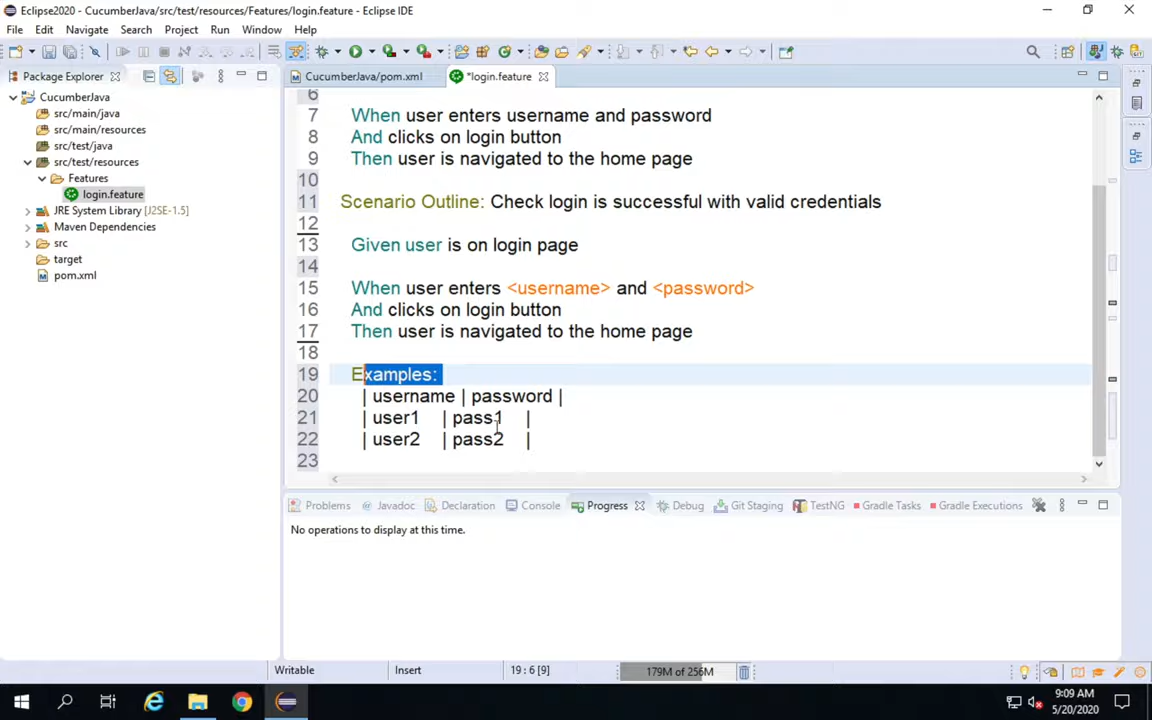 Eclipse2020 - CucumberJava/src/test/resources/Features/login.feature - Eclipse IDE
File Edit Navigate Search Project Run Window Help
Package Explorer
CucumberJava/pom.xml
*login.feature
CucumberJava
src/main/java
src/main/resources
src/test/java
src/test/resources
Features
login.feature
JRE System Library [J2SE-1.5]
Maven Dependencies
src
target
pom.xml
6
7 When user enters username and password
8 And clicks on login button
9 Then user is navigated to the home page
10
11 Scenario Outline: Check login is successful with valid credentials
12
13 Given user is on login page
14
15 When user enters <username> and <password>
16 And clicks on login button
17 Then user is navigated to the home page
18
19 Examples:
20 | username | password |
21 | user1 | pass1 |
22 | user2 | pass2 |
23
Problems Javadoc Declaration Console Progress Debug Git Staging TestNG Gradle Tasks Gradle Executions
No operations to display at this time.
Writable Insert 19 : 6 [9] 179M of 256M
9:09 AM
5/20/2020